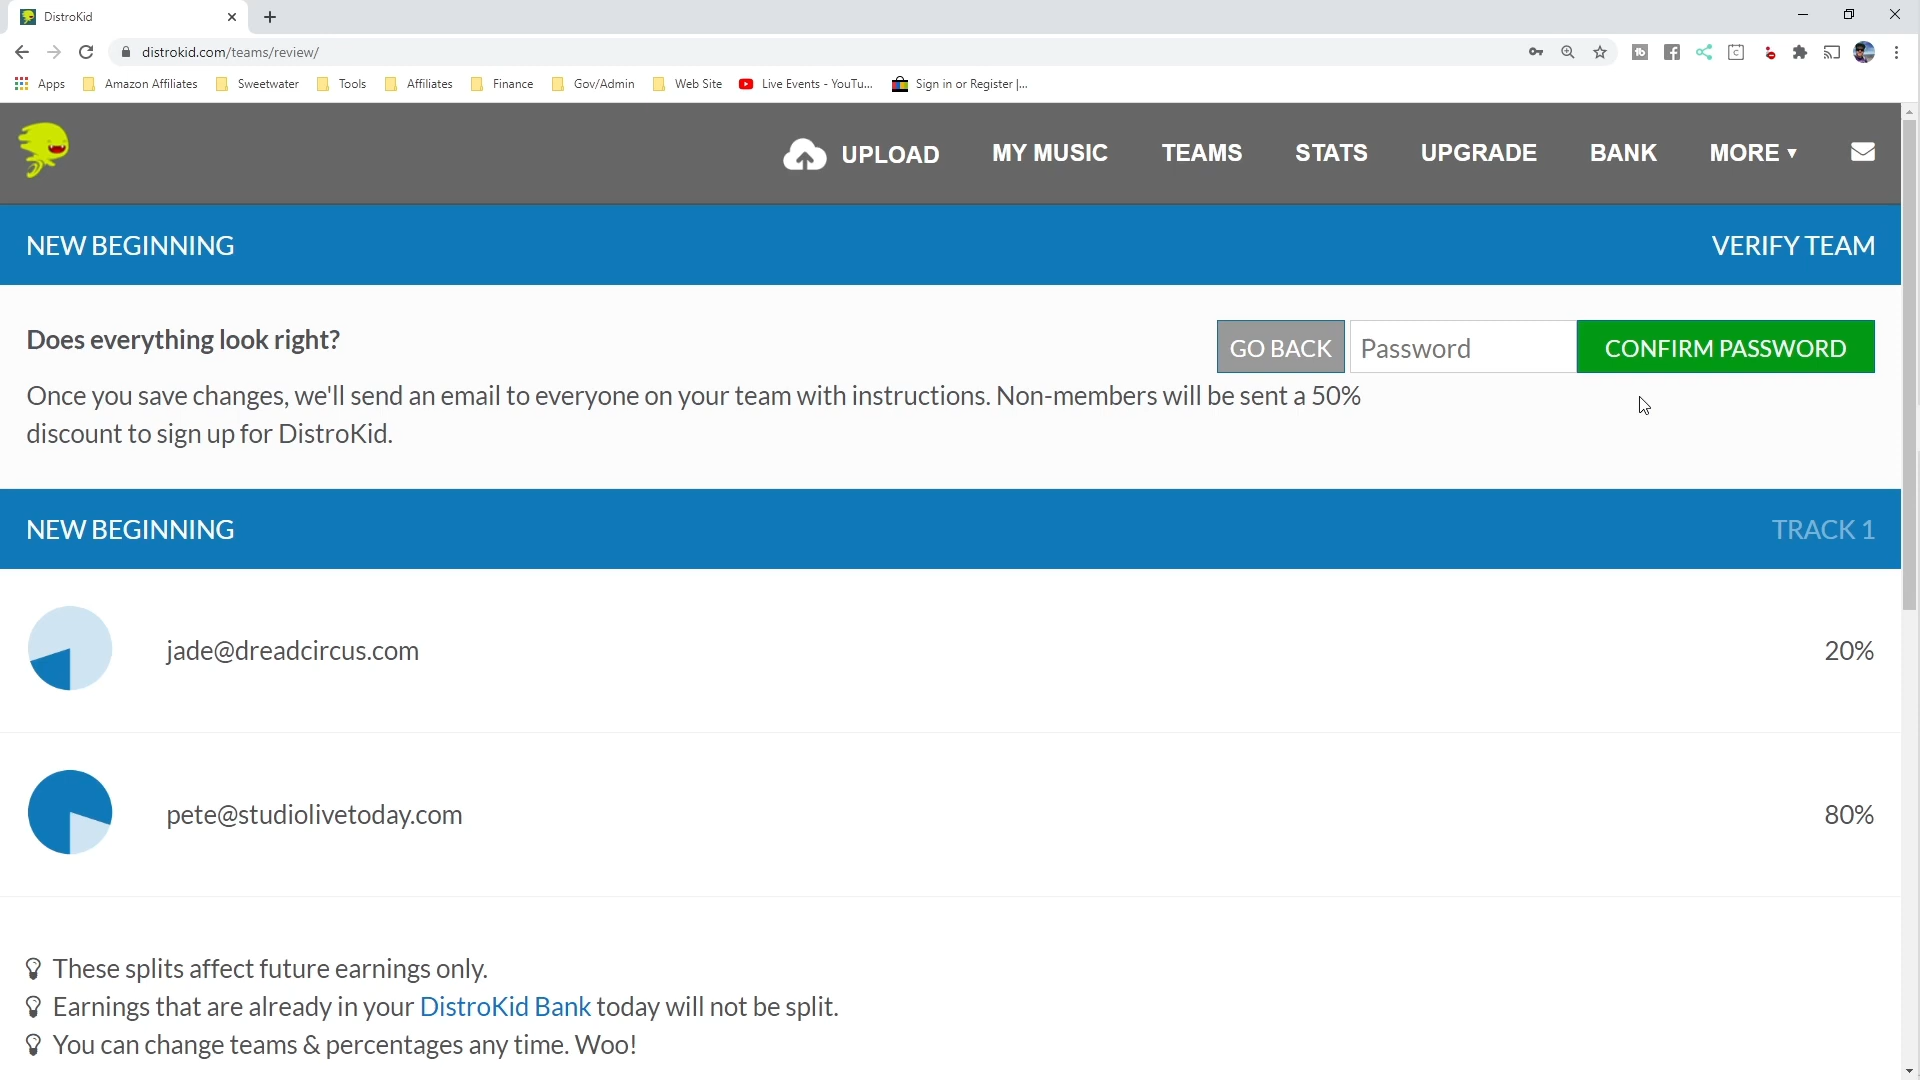 DistroKid
distrokid.com/teams/review/
Apps
Amazon Affiliates
Sweetwater
Tools
Affiliates
Finance
Gov/Admin
Web Site
Live Events - YouTu...
Sign in or Register |...
UPLOAD
MY MUSIC
TEAMS
STATS
UPGRADE
BANK
MORE ▼
NEW BEGINNING
VERIFY TEAM
Does everything look right?
GO BACK
Password
CONFIRM PASSWORD
Once you save changes, we'll send an email to everyone on your team with instructions. Non-members will be sent a 50%
discount to sign up for DistroKid.
NEW BEGINNING
TRACK 1
jade@dreadcircus.com
20%
pete@studiolivetoday.com
80%
These splits affect future earnings only.
Earnings that are already in your DistroKid Bank today will not be split.
You can change teams & percentages any time. Woo!